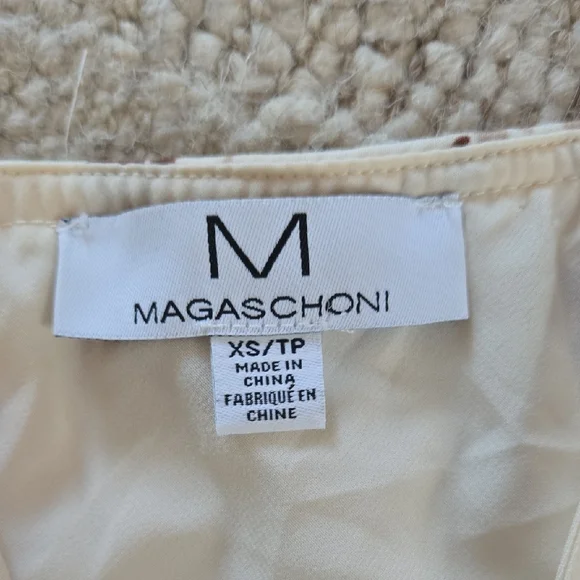 M
MAGASCHONI
XS/TP
MADE IN
CHINA
FABRIQUÉ EN
CHINE